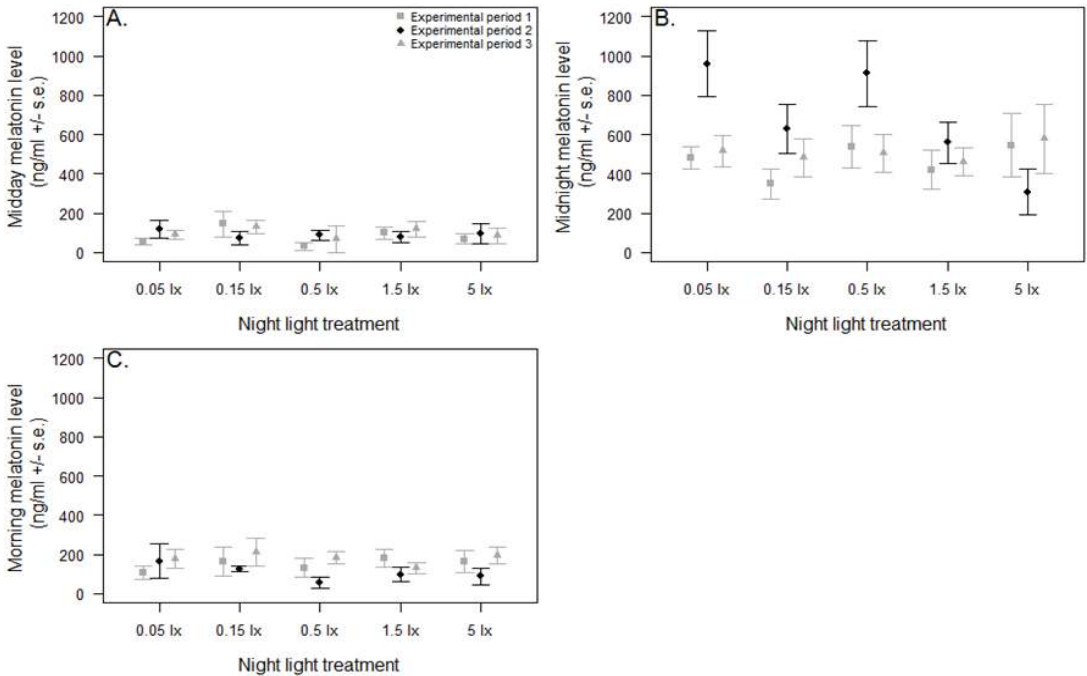 A.
Experimental period 1
Experimental period 2
Experimental period 3
Midday melatonin level
(ng/ml +/- s.e.)
1200
1000
800
600
400
200
0
0.05 lx 0.15 lx 0.5 lx 1.5 lx 5 lx
Night light treatment
B.
Midnight melatonin level
(ng/ml +/- s.e.)
1200
1000
800
600
400
200
0
0.05 lx 0.15 lx 0.5 lx 1.5 lx 5 lx
Night light treatment
C.
Morning melatonin level
(ng/ml +/- s.e.)
1200
1000
800
600
400
200
0
0.05 lx 0.15 lx 0.5 lx 1.5 lx 5 lx
Night light treatment